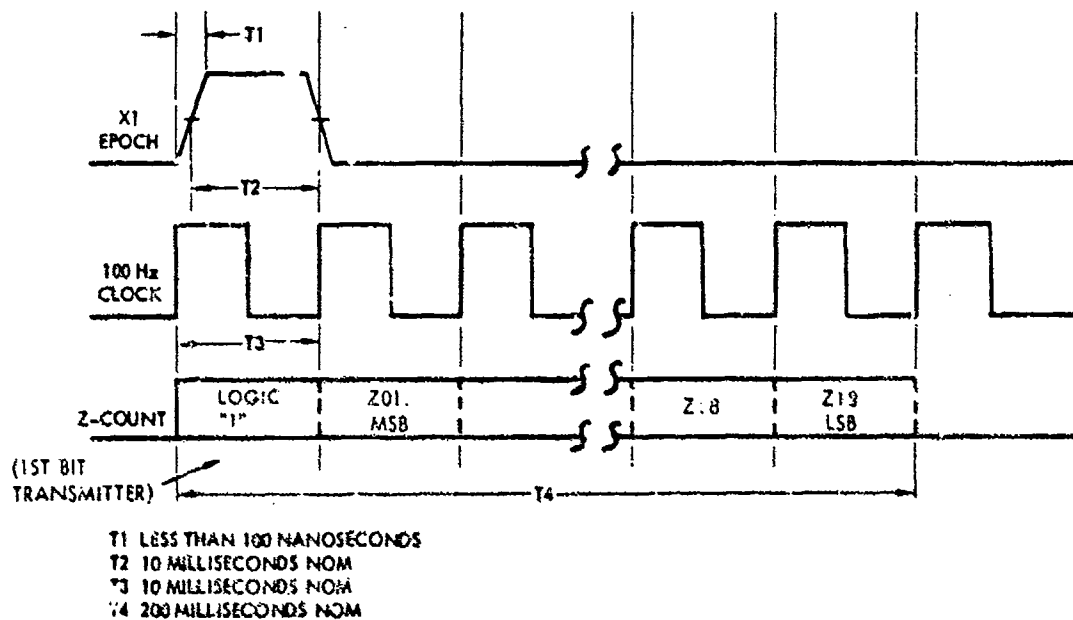 T1
X1
EPOCH
T2
100 Hz
CLOCK
T3
Z-COUNT
LOGIC
"1"
Z01.
MSB
Z18
Z19
LSB
(1ST BIT
TRANSMITTER)
T4
T1 LESS THAN 100 NANOSECONDS
T2 10 MILLISECONDS NOM
T3 10 MILLISECONDS NOM
T4 200 MILLISECONDS NOM